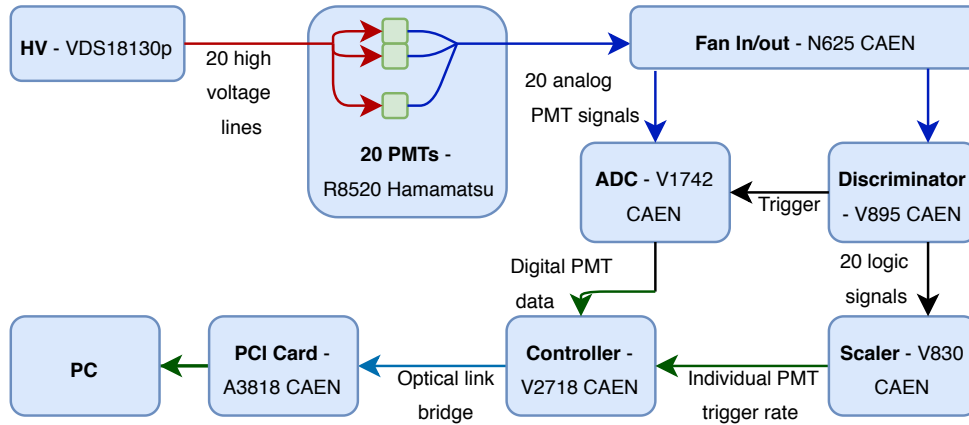 HV - VDS18130p
20 high
voltage
lines
20 PMTs -
R8520 Hamamatsu
20 analog
PMT signals
Fan In/out - N625 CAEN
ADC - V1742
CAEN
Trigger
Discriminator
- V895 CAEN
Digital PMT
data
20 logic
signals
PC
PCI Card -
A3818 CAEN
Optical link
bridge
Controller -
V2718 CAEN
Individual PMT
trigger rate
Scaler - V830
CAEN